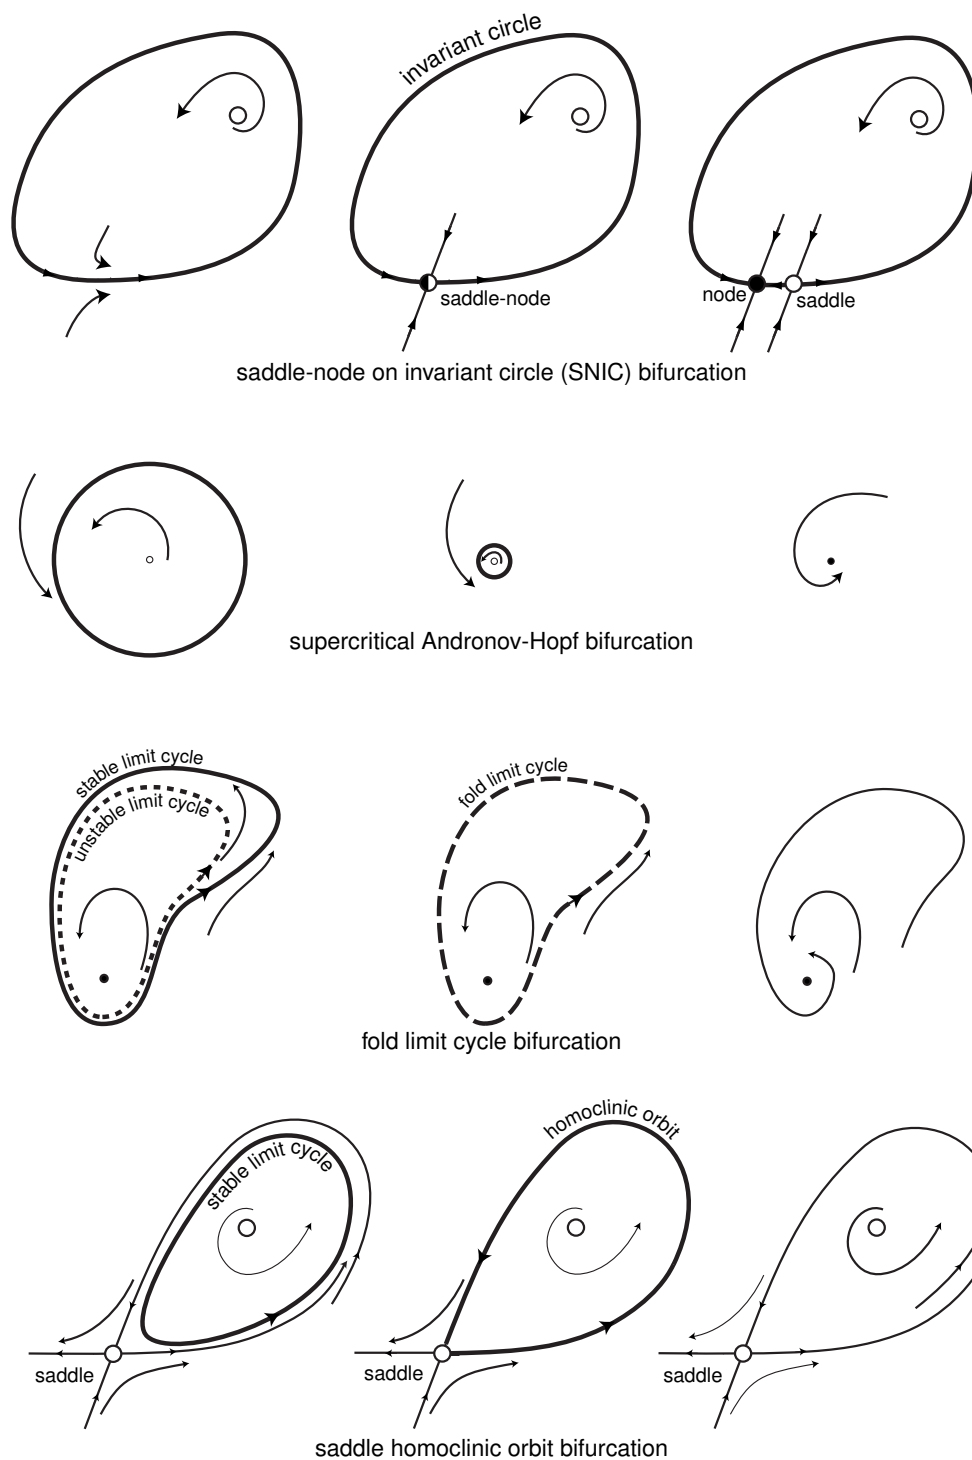 invariant circle
saddle-node
node
saddle
saddle-node on invariant circle (SNIC) bifurcation
supercritical Andronov-Hopf bifurcation
stable limit cycle
unstable limit cycle
fold limit cycle
fold limit cycle bifurcation
stable limit cycle
homoclinic orbit
saddle
saddle
saddle
saddle homoclinic orbit bifurcation